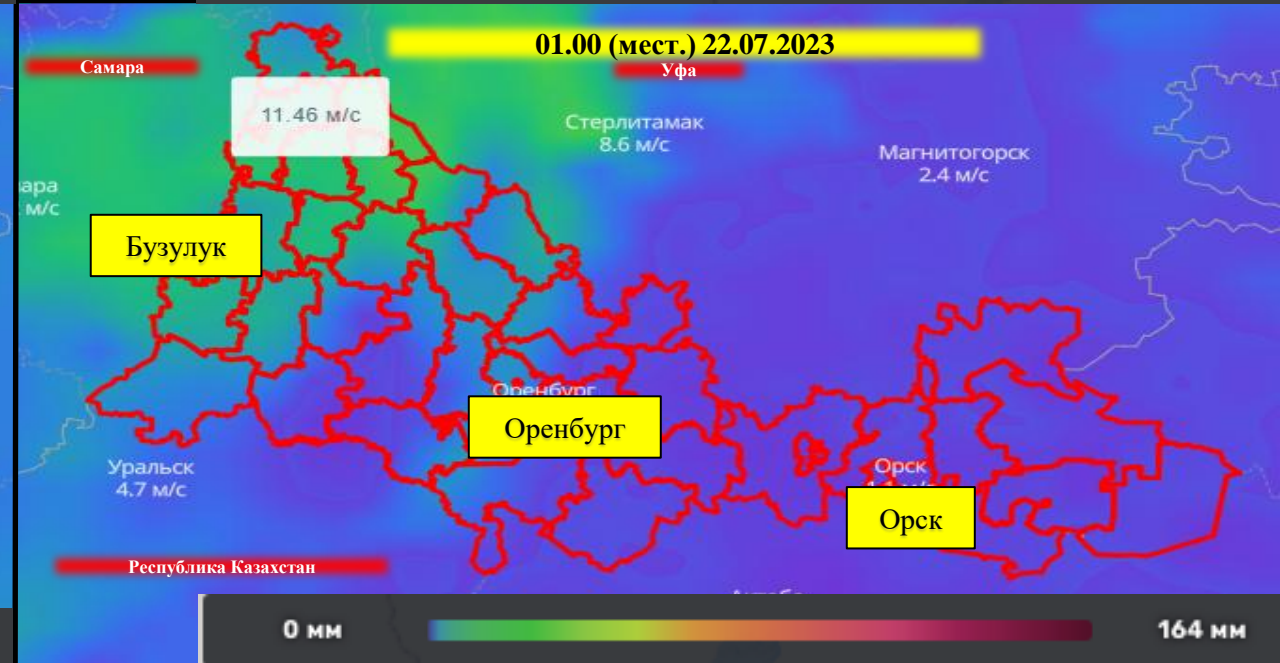 01.00 (мест.) 22.07.2023
Самара
Уфа
11.46 м/с
Стерлитамак
8.6 м/с
Магнитогорск
2.4 м/с
ара
м/с
Бузулук
Оренбург
Оренбург
Уральск
4.7 м/с
Орск
Орск
Республика Казахстан
0 мм
164 мм